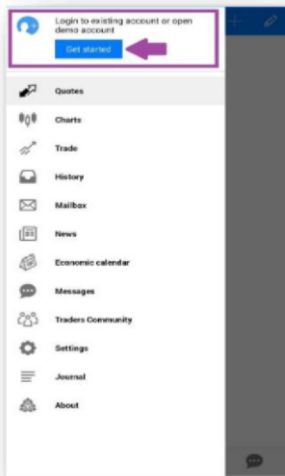 Login to existing account or open
demo account
Get started
Quotes
Charts
Trade
History
Mailbox
News
Economic calendar
Messages
Traders Community
Settings
Journal
About